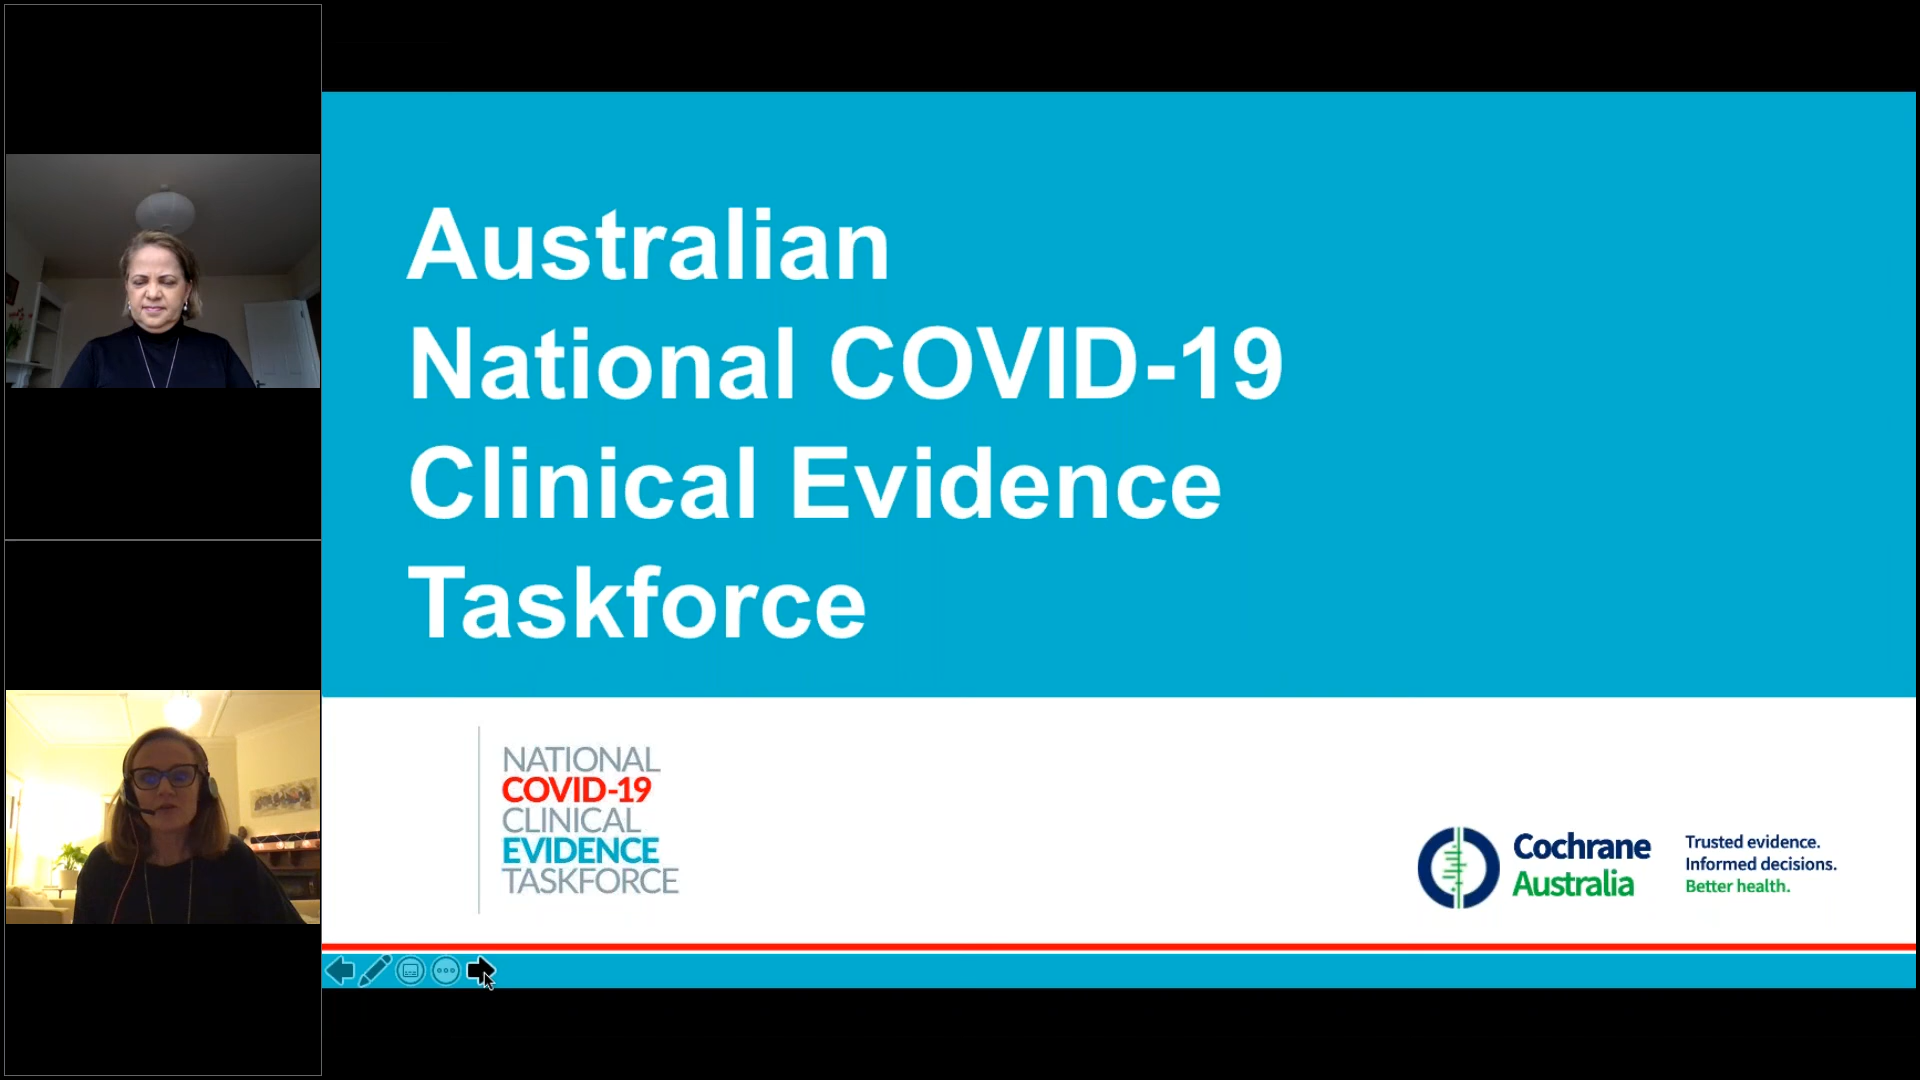 Australian
National COVID-19
Clinical Evidence
Taskforce
NATIONAL
COVID-19
CLINICAL
EVIDENCE
TASKFORCE
Cochrane
Australia
Trusted evidence.
Informed decisions.
Better health.